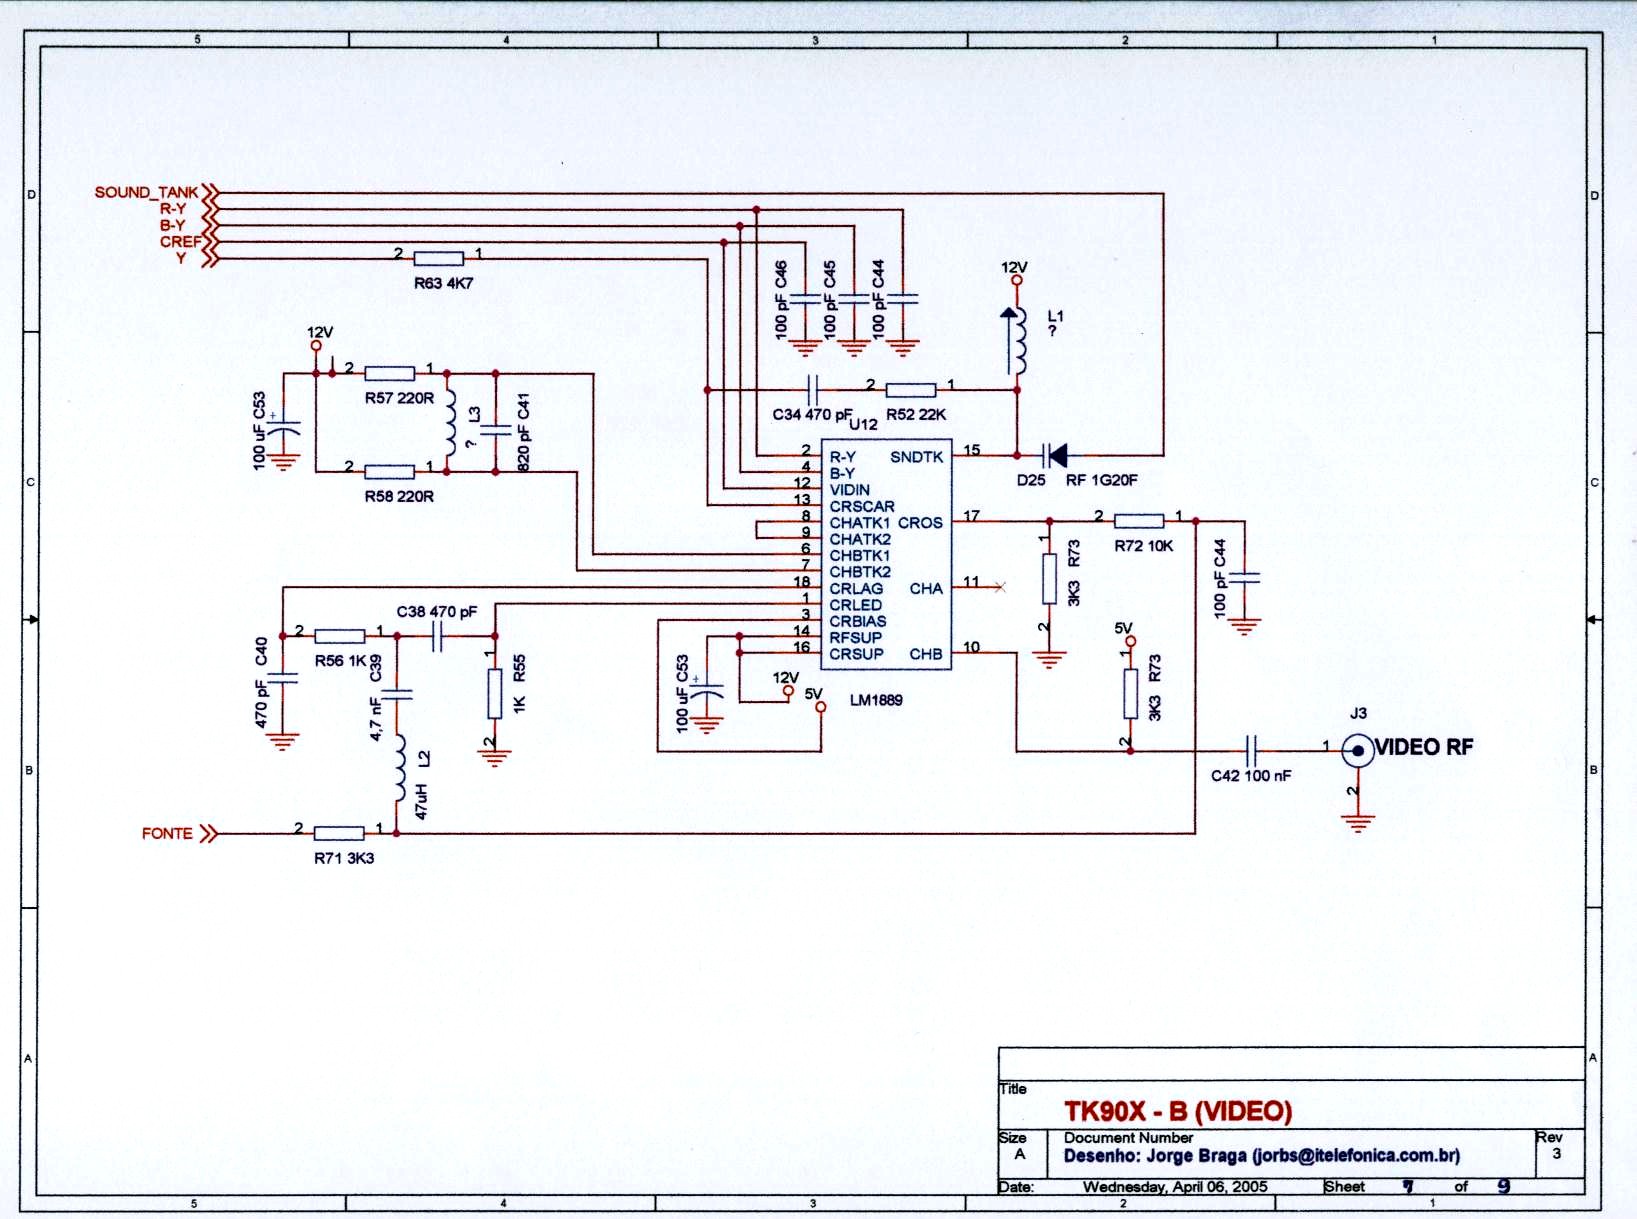 5 4 3 2 1
D D
SOUND_TANK
R-Y
B-Y
CREF
Y
2 1
R63 4K7
100 pF C46
100 pF C45
100 pF C44
12V
L1
?
12V
2 1
R57 220R
100 uF C53
+
L3
?
820 pF C41
2 1
R58 220R
C34 470 pF
2 1
R52 22K
U12
2 R-Y SNDTK 15
4 B-Y
12 VIDIN
13 CRSCAR
8 CHATK1 CROS 17
9 CHATK2
6 CHBTK1
7 CHBTK2
18 CRLAG CHA 11
1 CRLED
3 CRBIAS
14 RFSUP
16 CRSUP CHB 10
LM1889
D25 RF 1G20F
C C
2 1
R72 10K
1
3K3 R73
2
100 pF C44
C38 470 pF
2 1
R56 1K
470 pF C40
4,7 nF C39
1
1K R55
2
100 uF C53
+
12V
5V
5V
1
3K3 R73
2
J3
1 VIDEO RF
2
C42 100 nF
L2
47uH
B B
FONTE
2 1
R71 3K3
A A
Title
TK90X - B (VIDEO)
Size
A
Document Number
Desenho: Jorge Braga (jorbs@itelefonica.com.br)
Rev
3
Date: Wednesday, April 06, 2005 Sheet 7 of 9
5 4 3 2 1